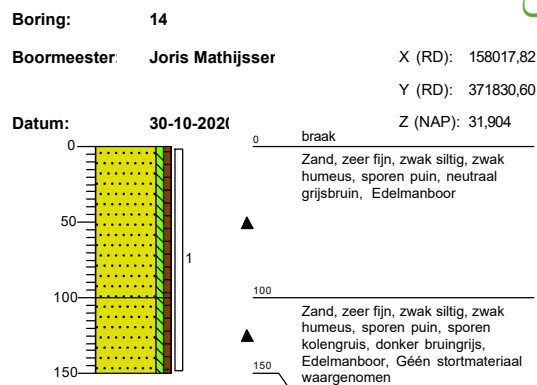 Boring: 14
Boormeester: Joris Mathijsser
X (RD): 158017,82
Y (RD): 371830,60
Datum: 30-10-2020
Z (NAP): 31,904
0
50
100
150
1
0
braak
Zand, zeer fijn, zwak siltig, zwak
humeus, sporen puin, neutraal
grijsbruin, Edelmanboor
100
Zand, zeer fijn, zwak siltig, zwak
humeus, sporen puin, sporen
kolengruis, donker bruingrijs,
Edelmanboor, Géén stortmateriaal
waargenomen
150